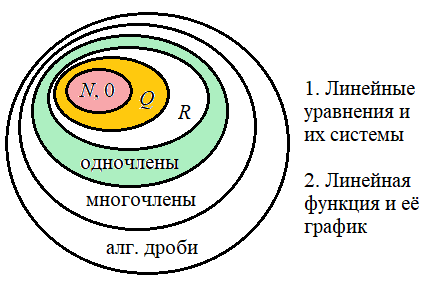 N, 0
Q
R
одночлены
многочлены
алг. дроби
1. Линейные
уравнения и
их системы
2. Линейная
функция и её
график